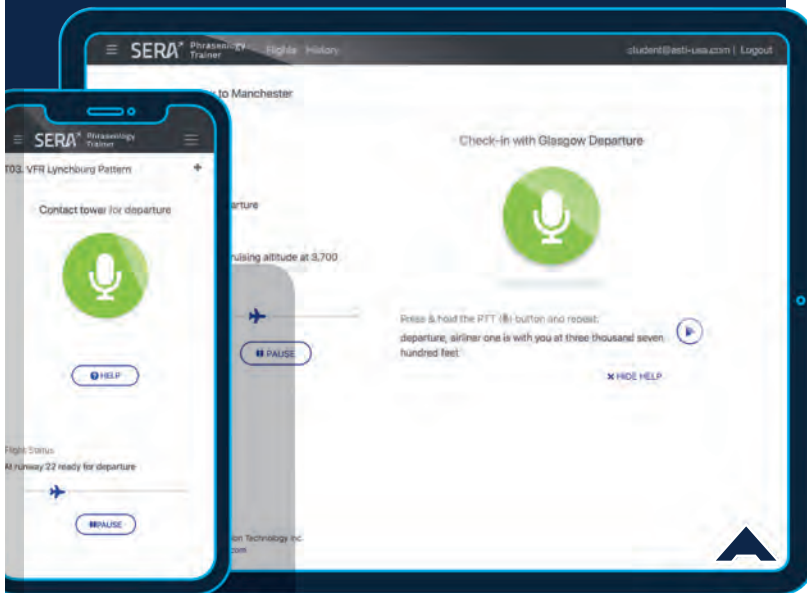 SERA Phraseology Trainer Flights History
student@asti-usa.com | Logout
to Manchester
Check-in with Glasgow Departure
arture
ruising altitude at 3,700
PAUSE
Press & hold the PTT ( ) button and repeat:
departure, airliner one is with you at three thousand seven
hundred feet
HIDE HELP
on Technology Inc.
com
SERA Phraseology Trainer
T03. VFR Lynchburg Pattern
Contact tower for departure
HELP
Flight Status
At runway 22 ready for departure
PAUSE